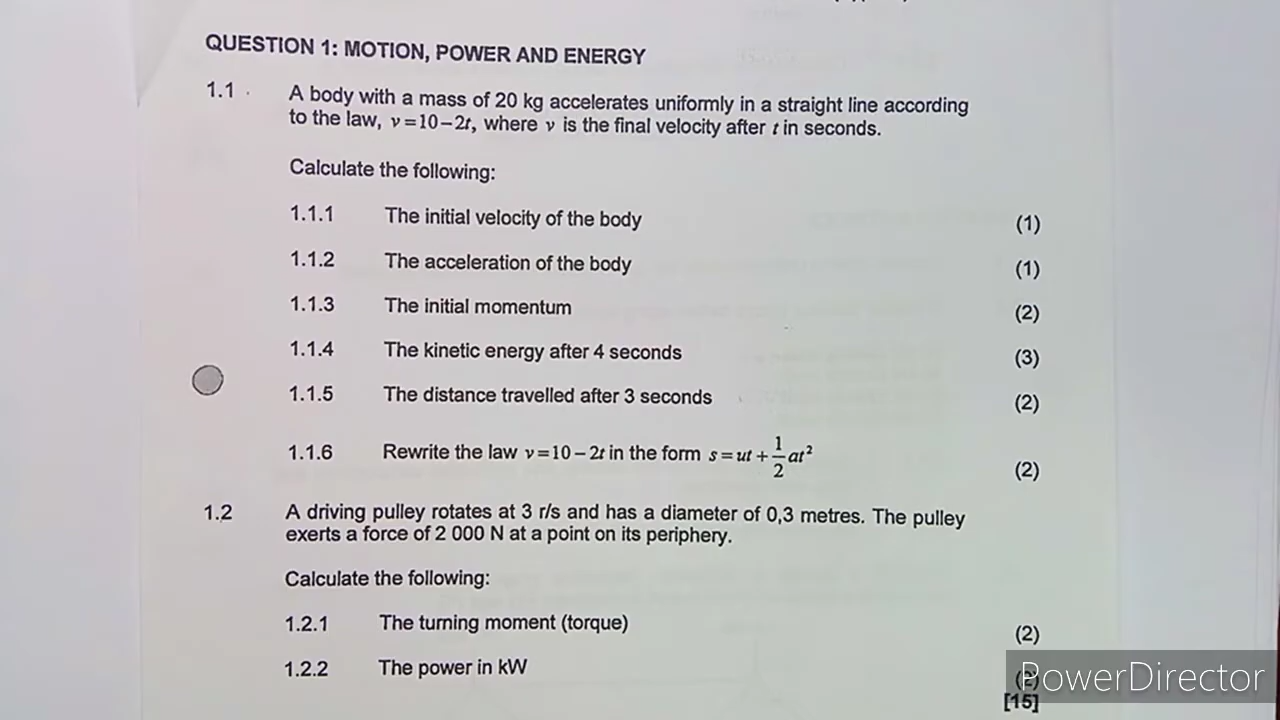 QUESTION 1: MOTION, POWER AND ENERGY
1.1 A body with a mass of 20 kg accelerates uniformly in a straight line according
to the law, v=10−2t, where v is the final velocity after t in seconds.
Calculate the following:
1.1.1 The initial velocity of the body (1)
1.1.2 The acceleration of the body (1)
1.1.3 The initial momentum (2)
1.1.4 The kinetic energy after 4 seconds (3)
1.1.5 The distance travelled after 3 seconds (2)
1.1.6 Rewrite the law v=10−2t in the form s=ut+1/2at² (2)
1.2 A driving pulley rotates at 3 r/s and has a diameter of 0,3 metres. The pulley
exerts a force of 2 000 N at a point on its periphery.
Calculate the following:
1.2.1 The turning moment (torque) (2)
1.2.2 The power in kW (2)
[15]
PowerDirector